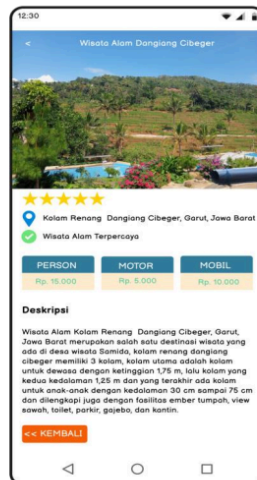 12:30
< Wisata Alam Dangiang Cibeger
Kolam Renang Dangiang Cibeger, Garut, Jawa Barat
Wisata Alam Terpercaya
PERSON MOTOR MOBIL
Rp. 15.000 Rp. 5.000 Rp. 10.000
Deskripsi
Wisata Alam Kolam Renang Dangiang Cibeger, Garut,
Jawa Barat merupakan salah satu destinasi wisata yang
ada di desa wisata Samida, kolam renang dangiang
cibeger memiliki 3 kolam, kolam utama adalah kolam
untuk dewasa dengan ketinggian 1,75 m, lalu kolam yang
kedua kedalaman 1,25 m dan yang terakhir ada kolam
untuk anak-anak dengan kedalaman 30 cm sampai 75 cm
dan dilengkapi juga dengan fasilitas ember tumpah, view
sawah, toilet, parkir, gajebo, dan kantin.
<< KEMBALI